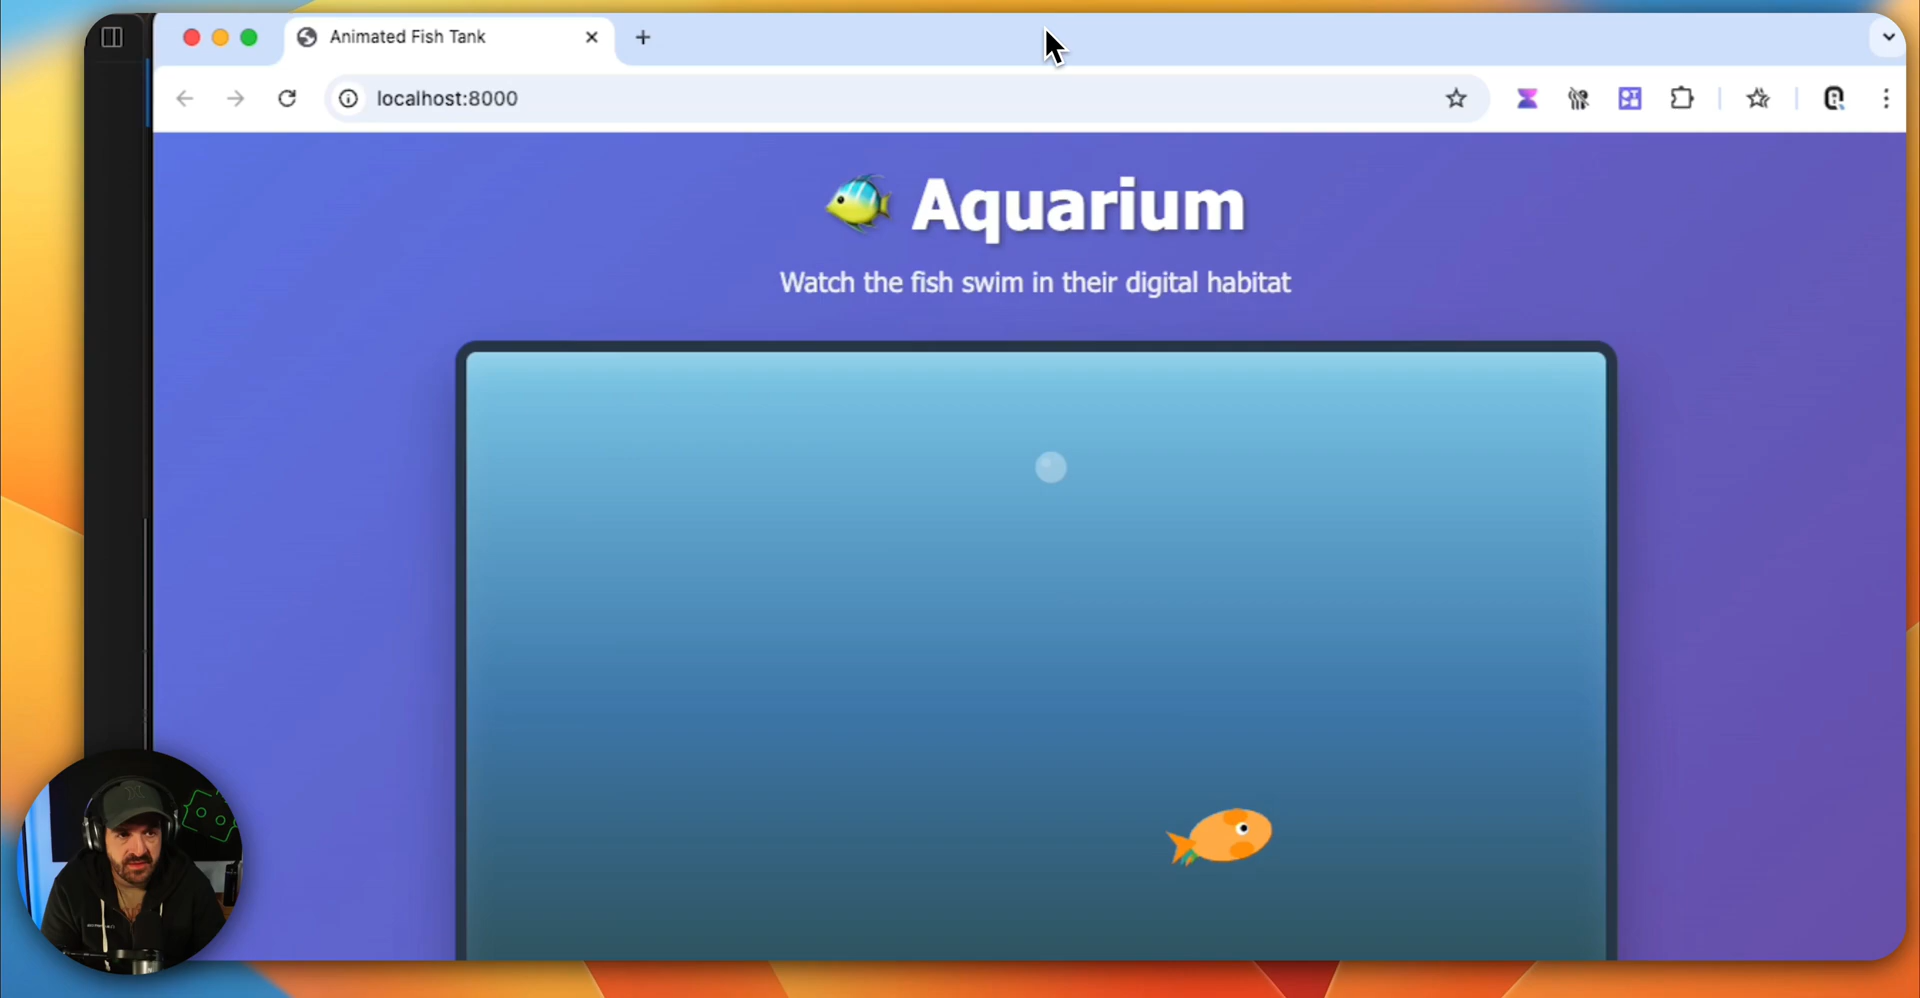 Animated Fish Tank
localhost:8000
Aquarium
Watch the fish swim in their digital habitat